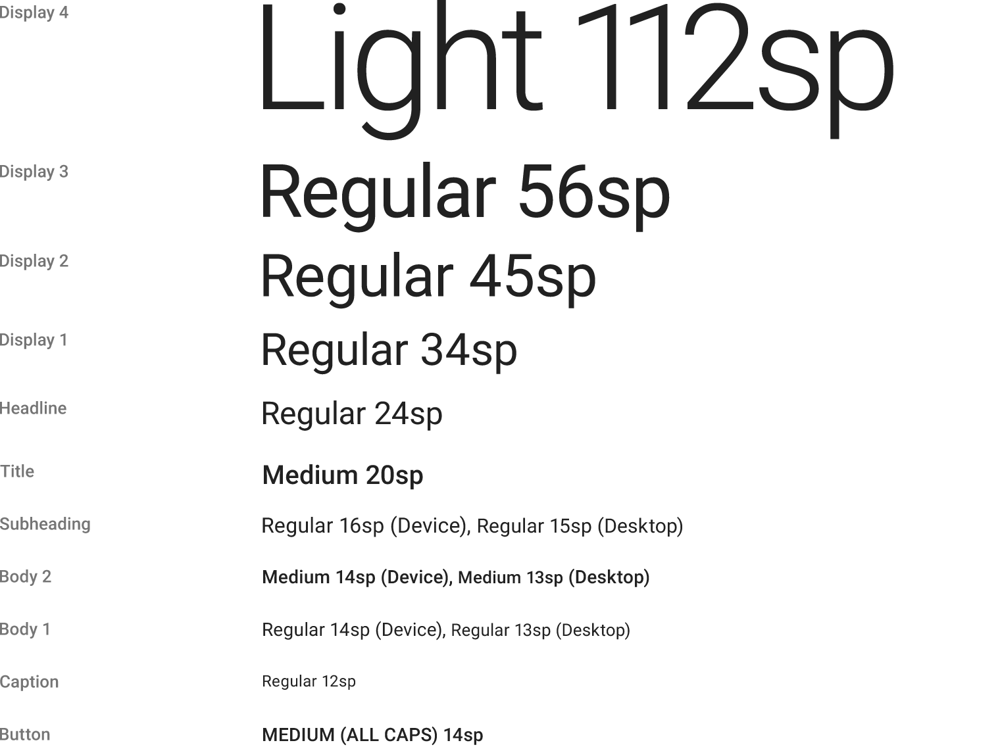 Display 4 Light 112sp
Display 3 Regular 56sp
Display 2 Regular 45sp
Display 1 Regular 34sp
Headline Regular 24sp
Title Medium 20sp
Subheading Regular 16sp (Device), Regular 15sp (Desktop)
Body 2 Medium 14sp (Device), Medium 13sp (Desktop)
Body 1 Regular 14sp (Device), Regular 13sp (Desktop)
Caption Regular 12sp
Button MEDIUM (ALL CAPS) 14sp